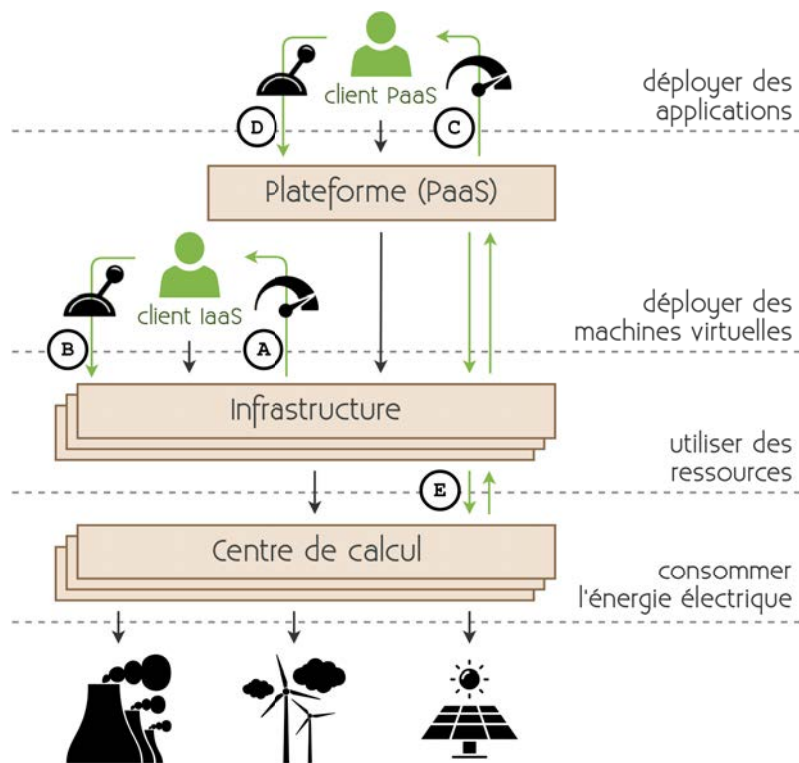 client PaaS
D
C
déployer des
applications
Plateforme (PaaS)
client IaaS
B
A
déployer des
machines virtuelles
Infrastructure
utiliser des
ressources
E
Centre de calcul
consommer
l'énergie électrique